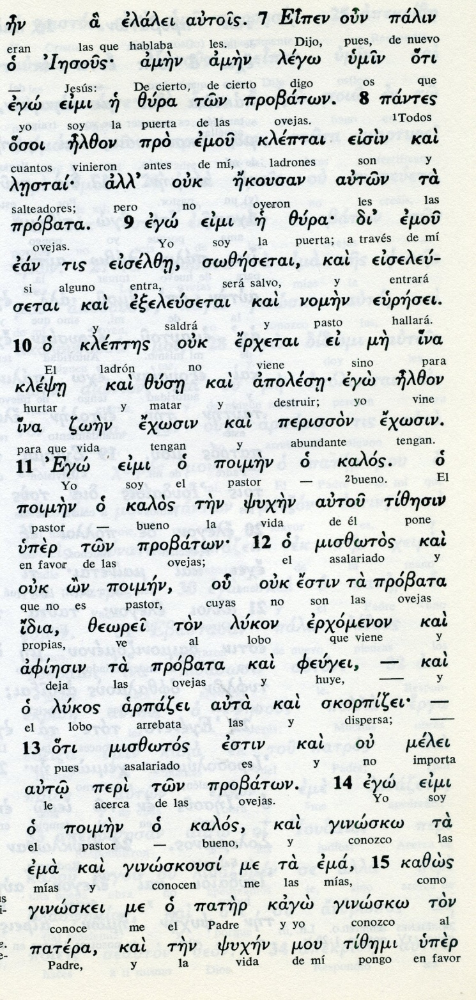 ἦν ἃ ἐλάλει αὐτοῖς. 7 Εἶπεν οὖν πάλιν
eran las que hablaba les. Dijo, pues, de nuevo
ὁ Ἰησοῦς· ἀμὴν ἀμὴν λέγω ὑμῖν ὅτι
— Jesús: De cierto, de cierto digo os que
ἐγώ εἰμι ἡ θύρα τῶν προβάτων. 8 πάντες
yo soy la puerta de las ovejas. 1Todos
ὅσοι ἦλθον πρὸ ἐμοῦ κλέπται εἰσὶν καὶ
cuantos vinieron antes de mí, ladrones son y
λῃσταί· ἀλλ' οὐκ ἤκουσαν αὐτῶν τὰ
salteadores; pero no oyeron les las
πρόβατα. 9 ἐγώ εἰμι ἡ θύρα· δι' ἐμοῦ
ovejas. Yo soy la puerta; a través de mí
ἐάν τις εἰσέλθῃ, σωθήσεται, καὶ εἰσελεύ-
si alguno entra, será salvo, y entrará
σεται καὶ ἐξελεύσεται καὶ νομὴν εὑρήσει.
y saldrá y pasto hallará.
10 ὁ κλέπτης οὐκ ἔρχεται εἰ μὴ ἵνα
El ladrón no viene sino para
κλέψῃ καὶ θύσῃ καὶ ἀπολέσῃ· ἐγὼ ἦλθον
hurtar y matar y destruir; yo vine
ἵνα ζωὴν ἔχωσιν καὶ περισσὸν ἔχωσιν.
para que vida tengan y abundante tengan.
11 Ἐγώ εἰμι ὁ ποιμὴν ὁ καλός. ὁ
Yo soy el pastor — 2bueno. El
ποιμὴν ὁ καλὸς τὴν ψυχὴν αὐτοῦ τίθησιν
pastor — bueno la vida de él pone
ὑπὲρ τῶν προβάτων· 12 ὁ μισθωτὸς καὶ
en favor de las ovejas; el asalariado y
οὐκ ὢν ποιμήν, οὗ οὐκ ἔστιν τὰ πρόβατα
que no es pastor, cuyas no son las ovejas
ἴδια, θεωρεῖ τὸν λύκον ἐρχόμενον καὶ
propias, ve al lobo que viene y
ἀφίησιν τὰ πρόβατα καὶ φεύγει, — καὶ
deja las ovejas y huye, — y
ὁ λύκος ἁρπάζει αὐτὰ καὶ σκορπίζει· —
el lobo arrebata las y dispersa; —
13 ὅτι μισθωτός ἐστιν καὶ οὐ μέλει
pues asalariado es y no importa
αὐτῷ περὶ τῶν προβάτων. 14 ἐγώ εἰμι
le acerca de las ovejas. Yo soy
ὁ ποιμὴν ὁ καλός, καὶ γινώσκω τὰ
el pastor — bueno, y conozco las
ἐμὰ καὶ γινώσκουσί με τὰ ἐμά, 15 καθὼς
mías y conocen me las mías, como
γινώσκει με ὁ πατὴρ κἀγὼ γινώσκω τὸν
conoce me el Padre y yo conozco al
πατέρα, καὶ τὴν ψυχήν μου τίθημι ὑπὲρ
Padre, y la vida de mí pongo en favor